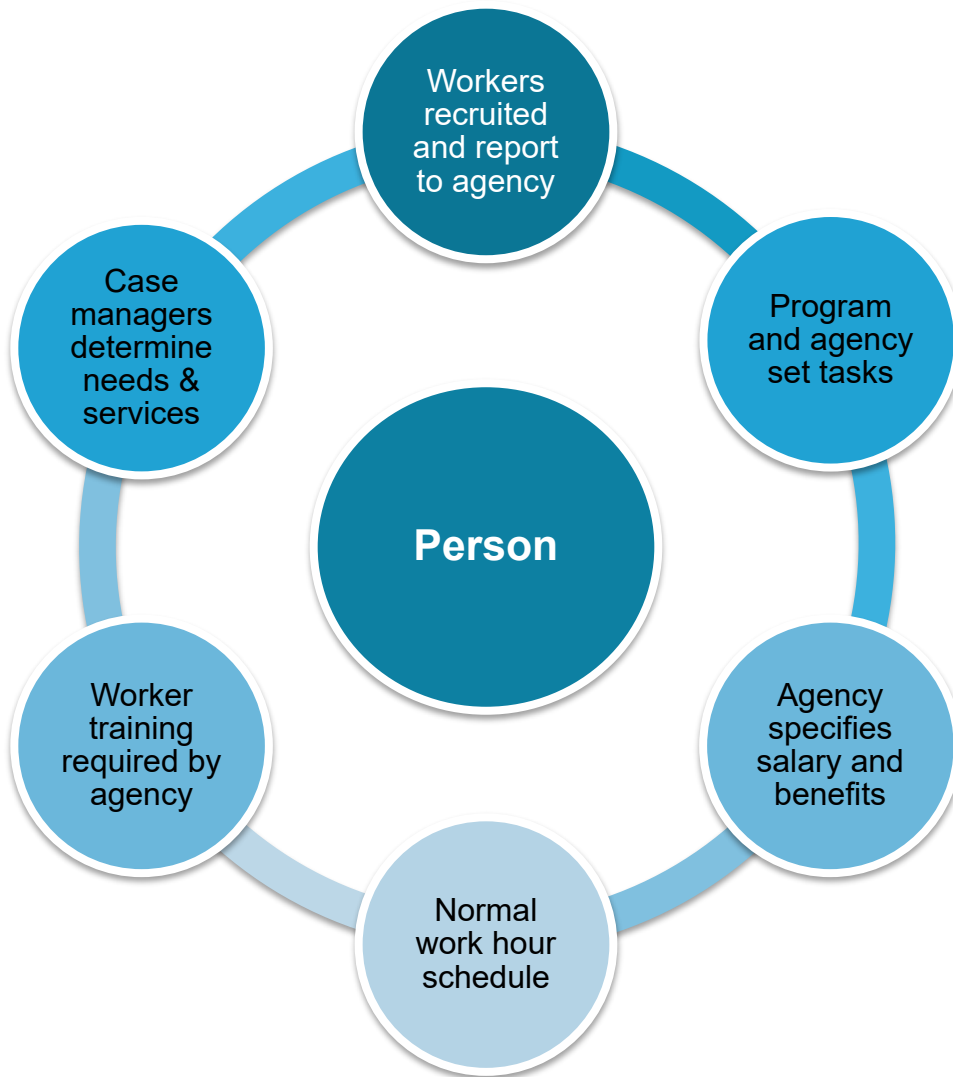 Workers
recruited
and report
to agency
Program
and agency
set tasks
Agency
specifies
salary and
benefits
Normal
work hour
schedule
Worker
training
required by
agency
Case
managers
determine
needs &
services
Person